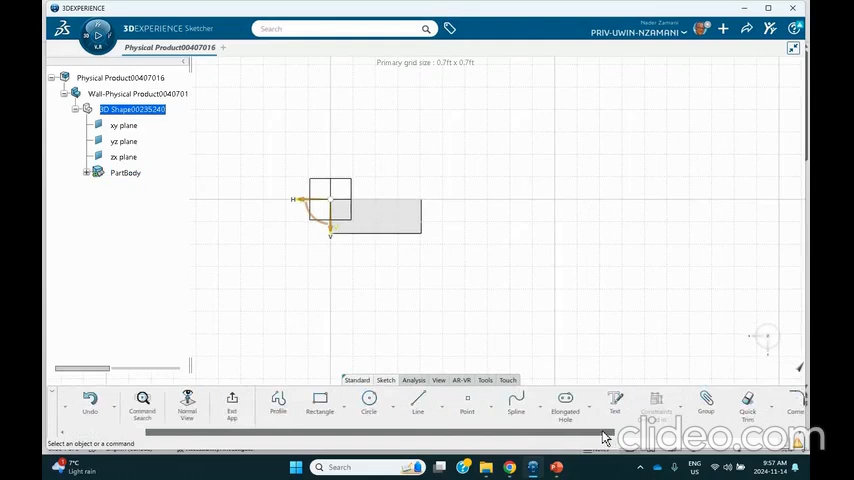 3DEXPERIENCE
3DEXPERIENCE Sketcher
Search
Nader Zamani
PRIV-UWIN-NZAMANI
V.R
Physical Product00407016
Primary grid size : 0.7ft x 0.7ft
Physical Product00407016
Wall-Physical Product0040701
3D Shape00235240
xy plane
yz plane
zx plane
PartBody
H
V
Standard
Sketch
Analysis
View
AR-VR
Tools
Touch
Undo
Command Search
Normal View
Exit App
Profile
Rectangle
Circle
Line
Point
Spline
Elongated Hole
Text
Group
Quick Trim
Corne
Select an object or a command
clideo.com
7°C
Light rain
Search
ENG
US
9:57 AM
2024-11-14